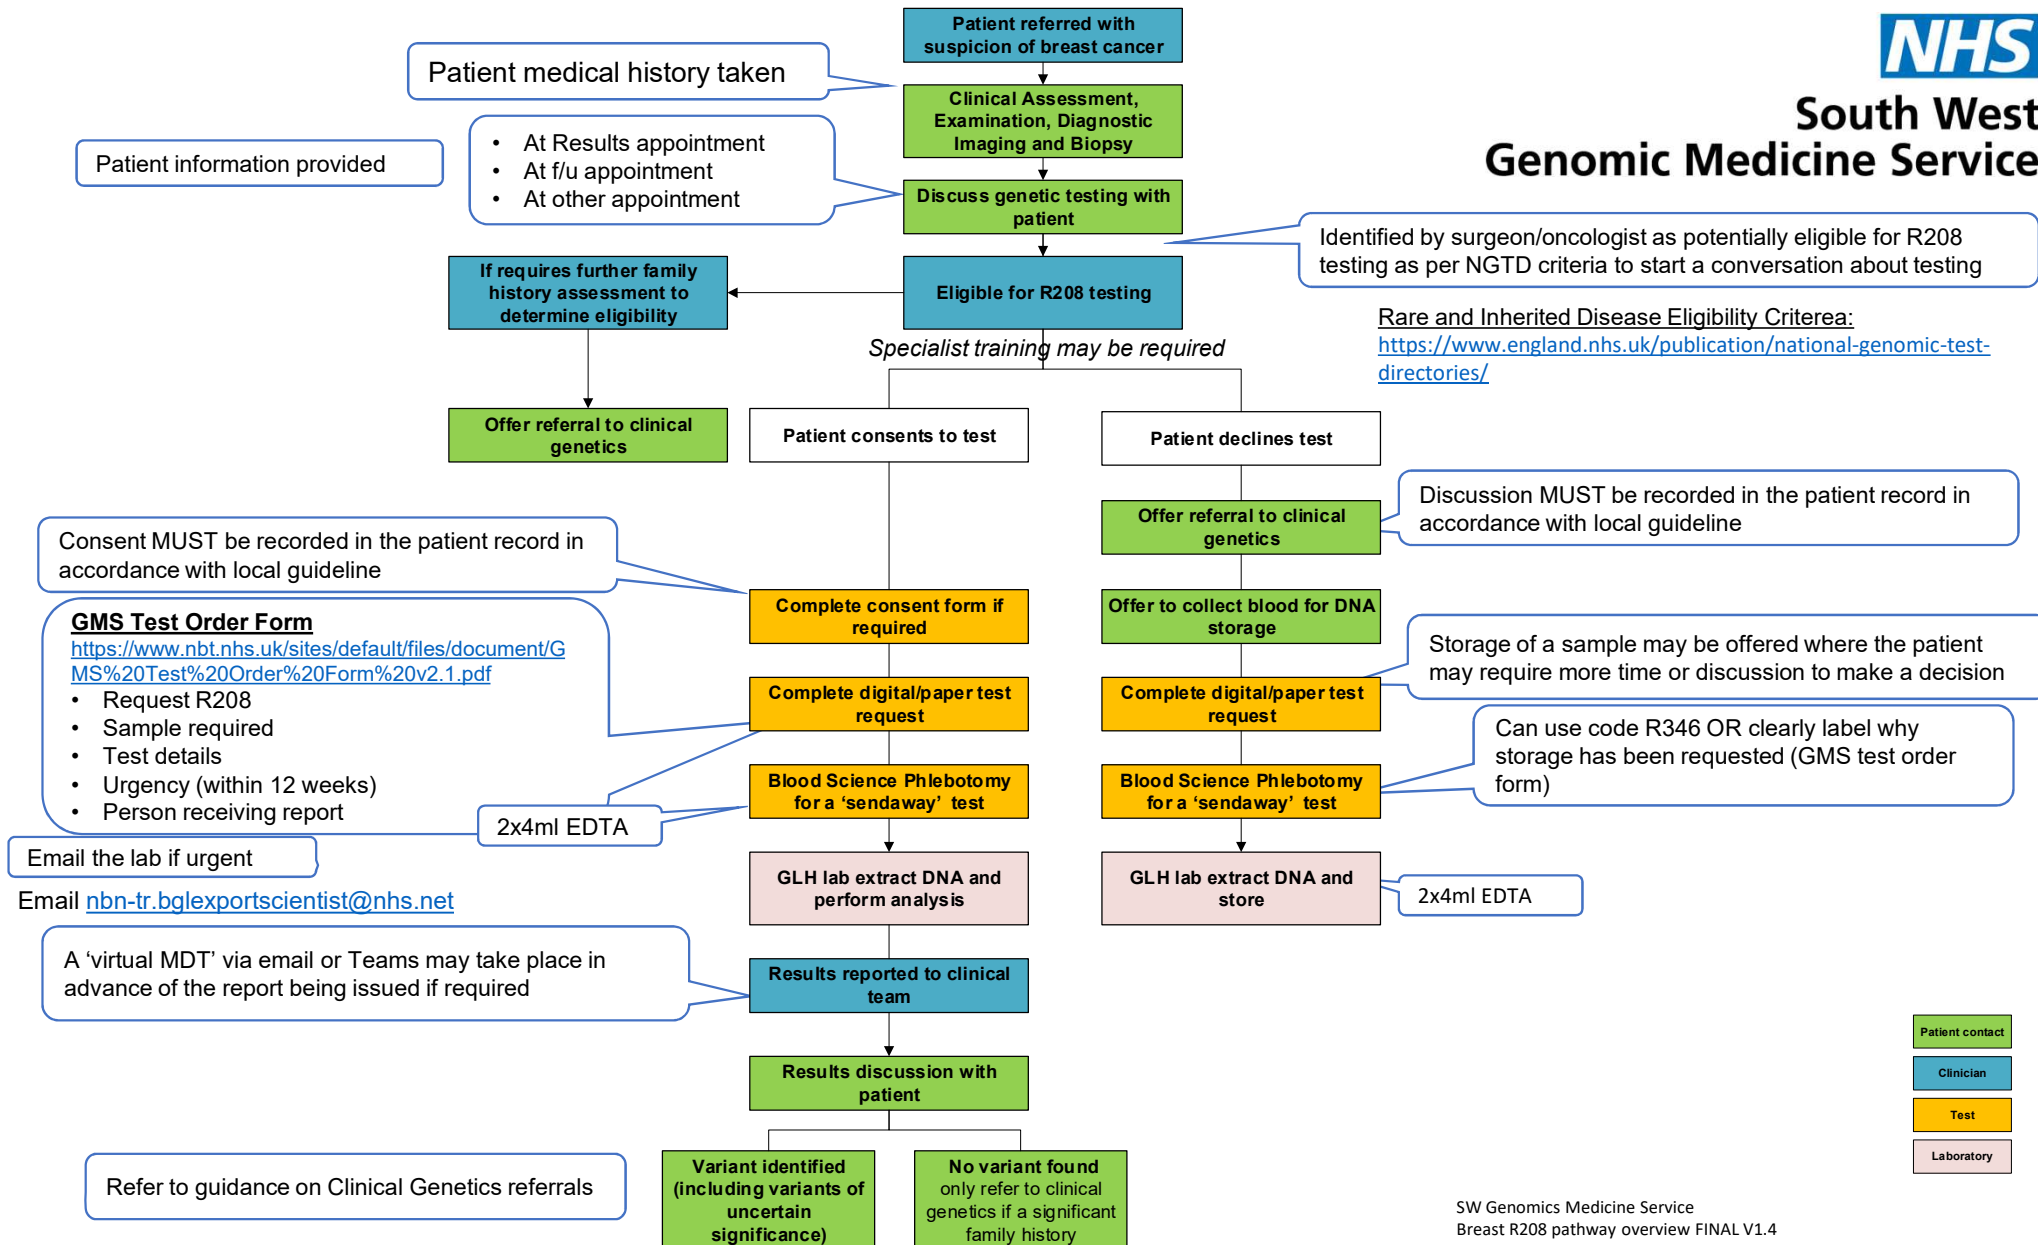 Patient referred with
suspicion of breast cancer
NHS
South West
Genomic Medicine Service
Patient medical history taken
Clinical Assessment,
Examination, Diagnostic
Imaging and Biopsy
Patient information provided
• At Results appointment
• At f/u appointment
• At other appointment
Discuss genetic testing with
patient
Identified by surgeon/oncologist as potentially eligible for R208
testing as per NGTD criteria to start a conversation about testing
If requires further family
history assessment to
determine eligibility
Eligible for R208 testing
Rare and Inherited Disease Eligibility Criterea:
https://www.england.nhs.uk/publication/national-genomic-test-
directories/
Specialist training may be required
Offer referral to clinical
genetics
Patient consents to test
Patient declines test
Discussion MUST be recorded in the patient record in
accordance with local guideline
Offer referral to clinical
genetics
Consent MUST be recorded in the patient record in
accordance with local guideline
Complete consent form if
required
Offer to collect blood for DNA
storage
GMS Test Order Form
https://www.nbt.nhs.uk/sites/default/files/document/G
MS%20Test%20Order%20Form%20v2.1.pdf
• Request R208
• Sample required
• Test details
• Urgency (within 12 weeks)
• Person receiving report
Storage of a sample may be offered where the patient
may require more time or discussion to make a decision
Complete digital/paper test
request
Complete digital/paper test
request
Can use code R346 OR clearly label why
storage has been requested (GMS test order
form)
Blood Science Phlebotomy
for a ‘sendaway’ test
Blood Science Phlebotomy
for a ‘sendaway’ test
2x4ml EDTA
Email the lab if urgent
Email nbn-tr.bglexportscientist@nhs.net
GLH lab extract DNA and
perform analysis
GLH lab extract DNA and
store
2x4ml EDTA
A ‘virtual MDT’ via email or Teams may take place in
advance of the report being issued if required
Results reported to clinical
team
Results discussion with
patient
Patient contact
Clinician
Test
Laboratory
Refer to guidance on Clinical Genetics referrals
Variant identified
(including variants of
uncertain
significance)
No variant found
only refer to clinical
genetics if a significant
family history
SW Genomics Medicine Service
Breast R208 pathway overview FINAL V1.4